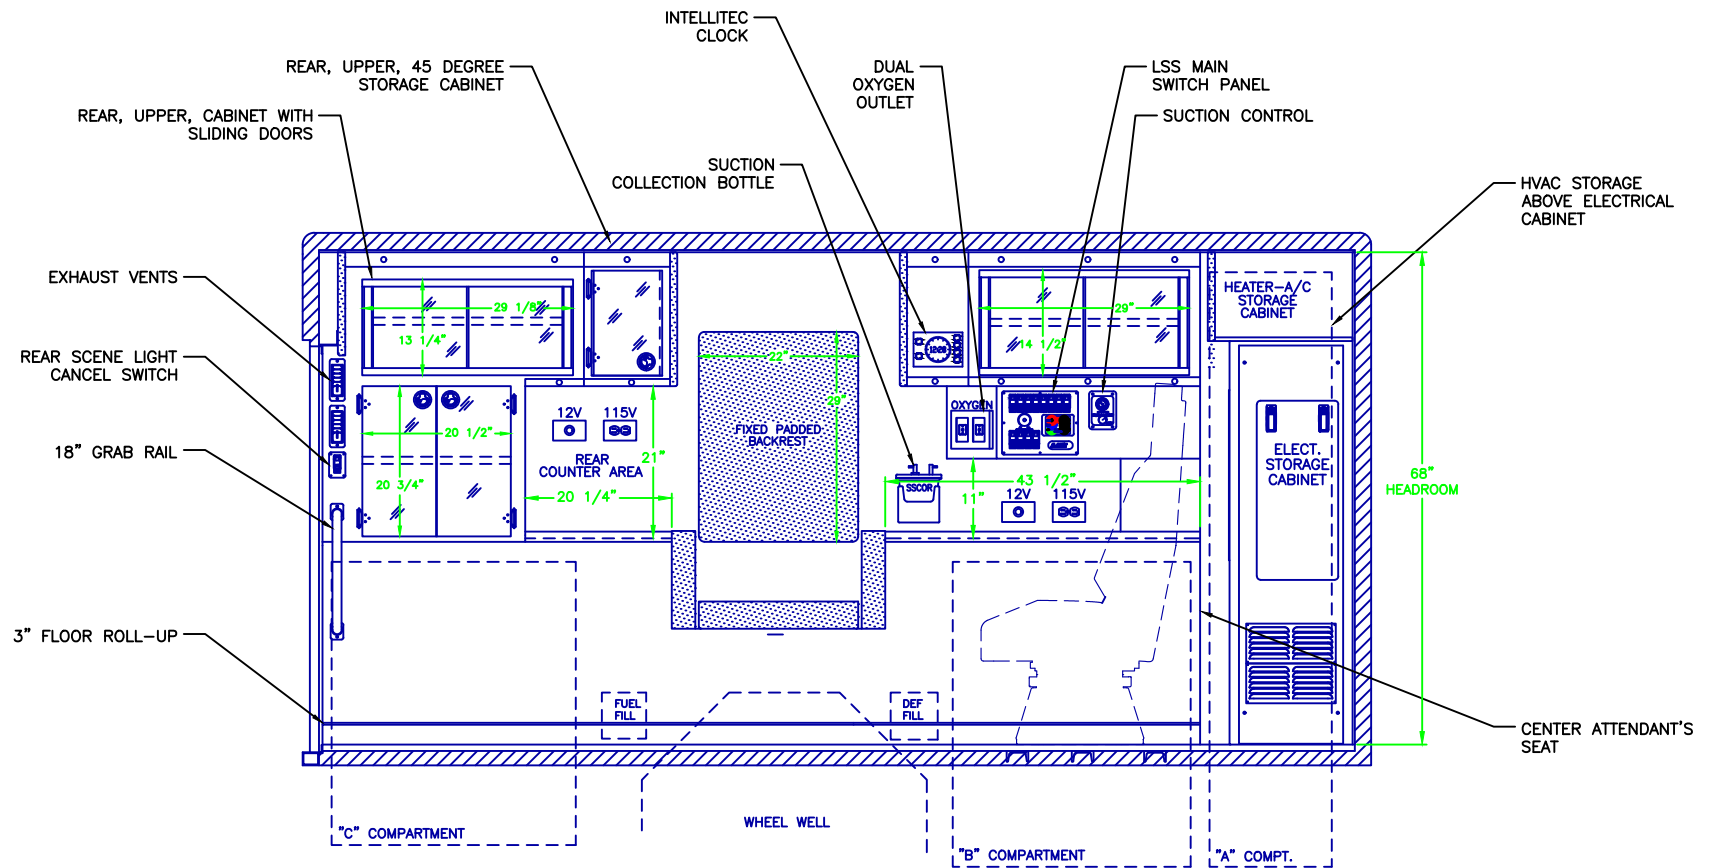 INTELLITEC
CLOCK
REAR, UPPER, 45 DEGREE
STORAGE CABINET
DUAL
OXYGEN
OUTLET
LSS MAIN
SWITCH PANEL
REAR, UPPER, CABINET WITH
SLIDING DOORS
SUCTION CONTROL
SUCTION
COLLECTION BOTTLE
HVAC STORAGE
ABOVE ELECTRICAL
CABINET
EXHAUST VENTS
REAR SCENE LIGHT
CANCEL SWITCH
18" GRAB RAIL
3" FLOOR ROLL-UP
CENTER ATTENDANT'S
SEAT
29 1/8"
13 1/4"
20 1/2"
20 3/4"
12V
115V
REAR
COUNTER AREA
21"
20 1/4"
22"
29"
FIXED PADDED
BACKREST
12:28
29"
14 1/2"
HEATER-A/C
STORAGE
CABINET
OXYGEN
SSCOR
43 1/2"
11"
12V
115V
ELECT.
STORAGE
CABINET
68"
HEADROOM
FUEL
FILL
DEF
FILL
WHEEL WELL
"C" COMPARTMENT
"B" COMPARTMENT
"A" COMPT.